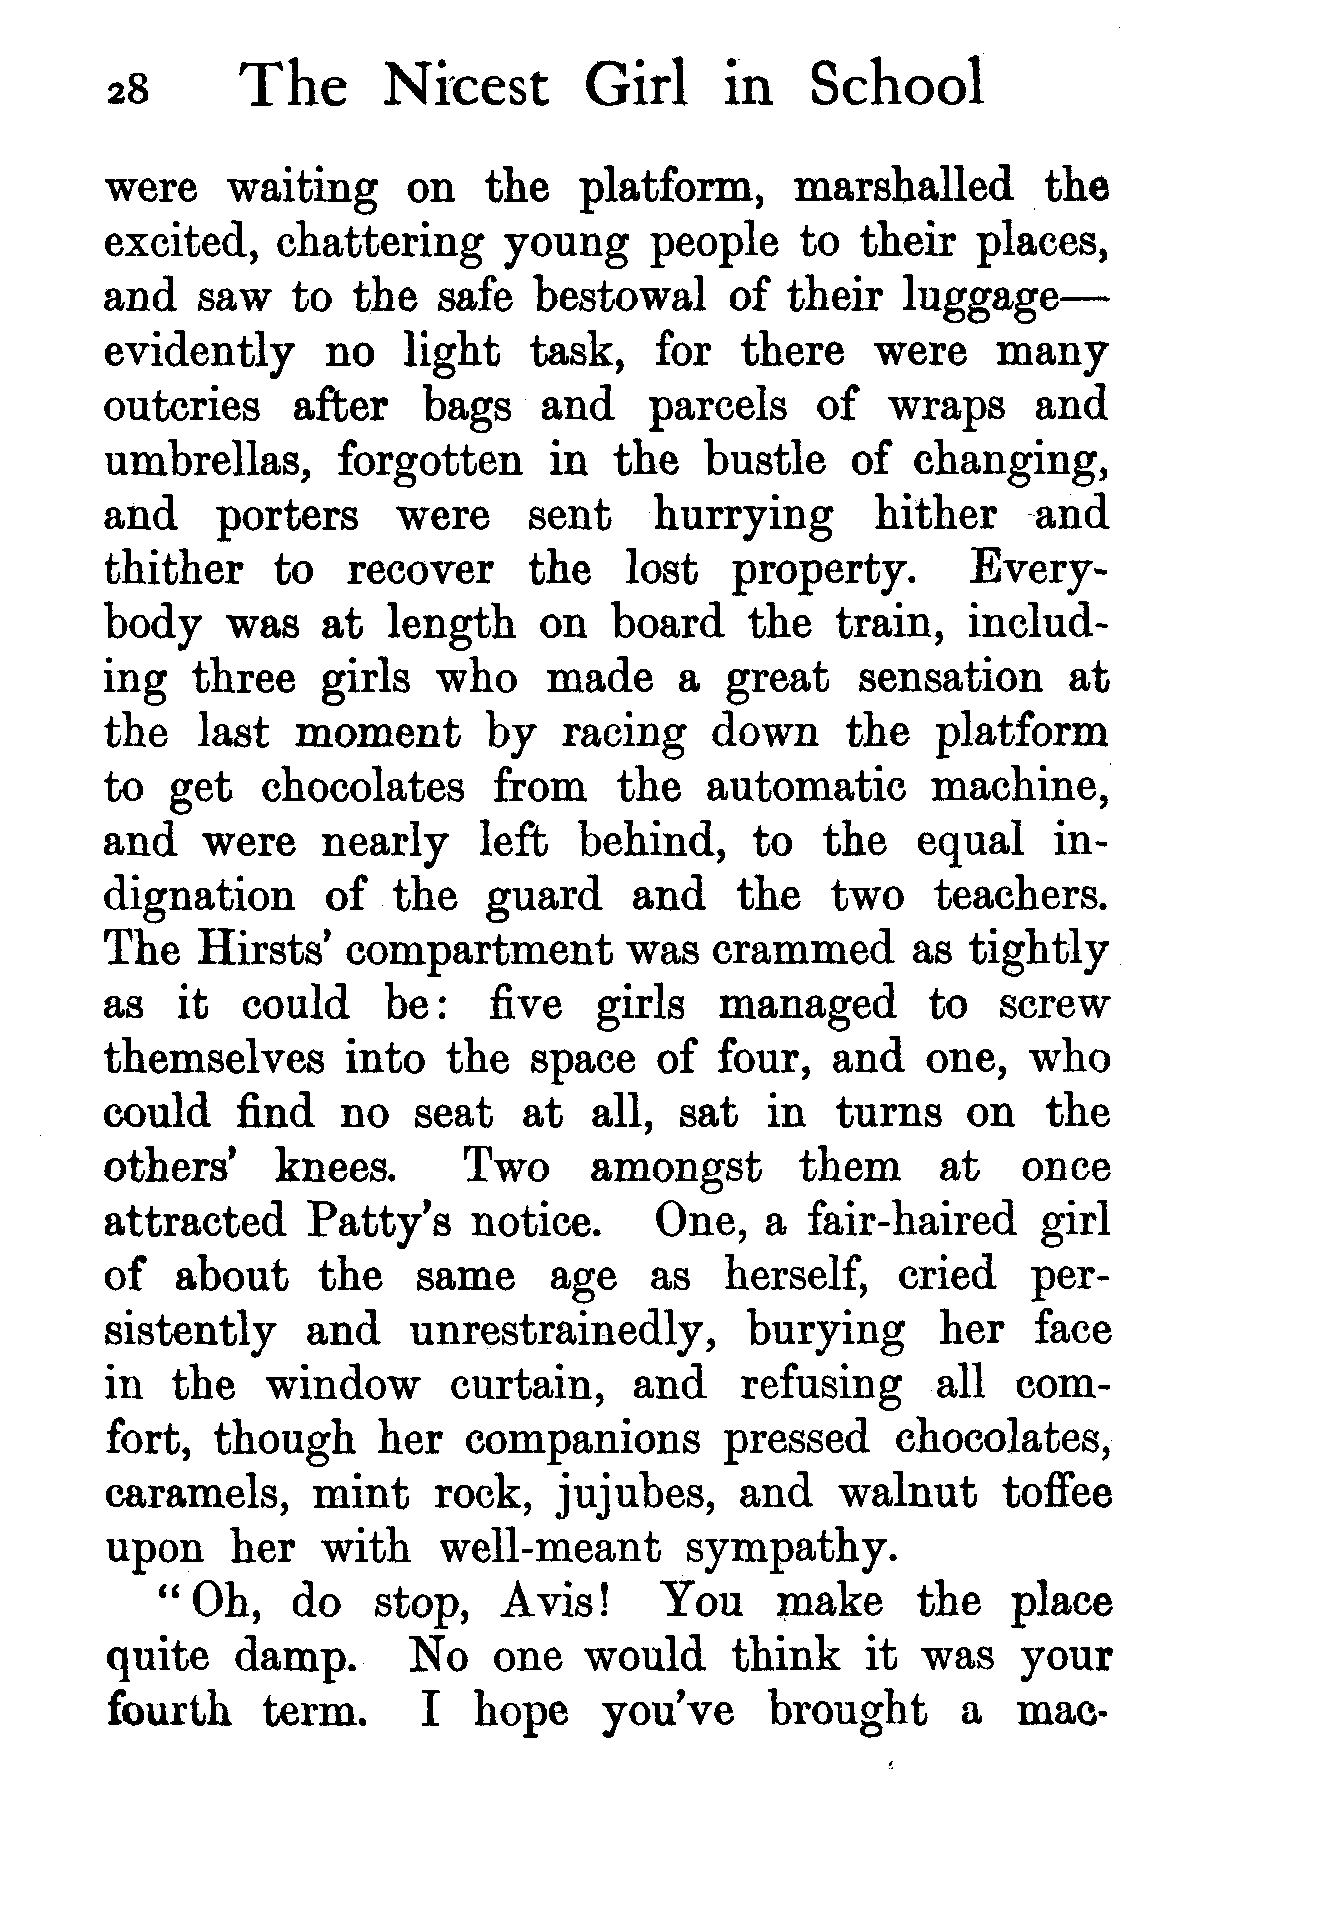 28 The Nicest Girl in School
were waiting on the platform, marshalled the
excited, chattering young people to their places,
and saw to the safe bestowal of their luggage—
evidently no light task, for there were many
outcries after bags and parcels of wraps and
umbrellas, forgotten in the bustle of changing,
and porters were sent hurrying hither and
thither to recover the lost property. Every-
body was at length on board the train, includ-
ing three girls who made a great sensation at
the last moment by racing down the platform
to get chocolates from the automatic machine,
and were nearly left behind, to the equal in-
dignation of the guard and the two teachers.
The Hirsts' compartment was crammed as tightly
as it could be: five girls managed to screw
themselves into the space of four, and one, who
could find no seat at all, sat in turns on the
others' knees. Two amongst them at once
attracted Patty's notice. One, a fair-haired girl
of about the same age as herself, cried per-
sistently and unrestrainedly, burying her face
in the window curtain, and refusing all com-
fort, though her companions pressed chocolates,
caramels, mint rock, jujubes, and walnut toffee
upon her with well-meant sympathy.
"Oh, do stop, Avis! You make the place
quite damp. No one would think it was your
fourth term. I hope you've brought a mac-